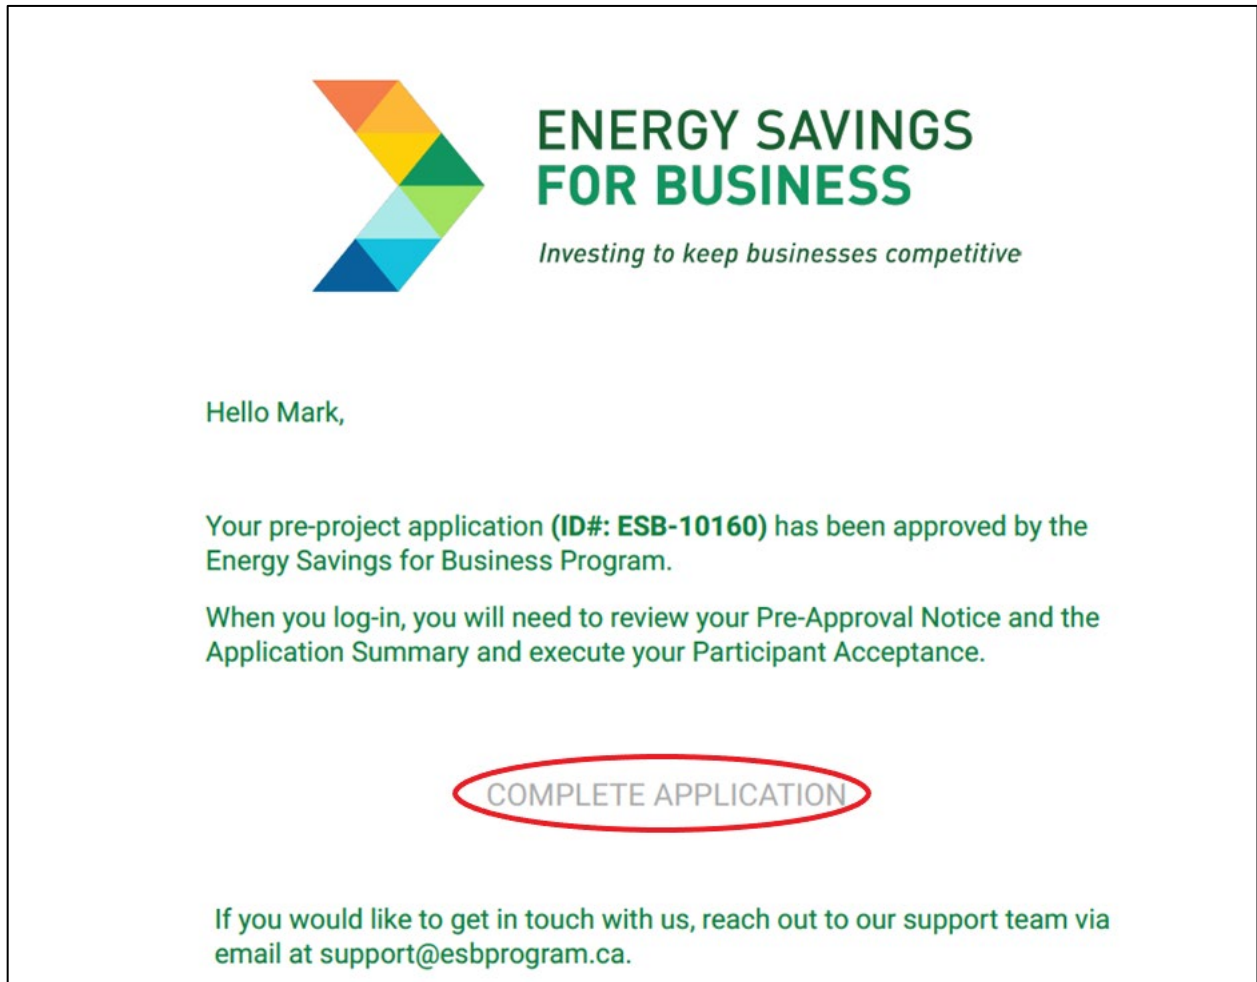 ENERGY SAVINGS
FOR BUSINESS
Investing to keep businesses competitive
Hello Mark,
Your pre-project application (ID#: ESB-10160) has been approved by the
Energy Savings for Business Program.
When you log-in, you will need to review your Pre-Approval Notice and the
Application Summary and execute your Participant Acceptance.
COMPLETE APPLICATION
If you would like to get in touch with us, reach out to our support team via
email at support@esbprogram.ca.